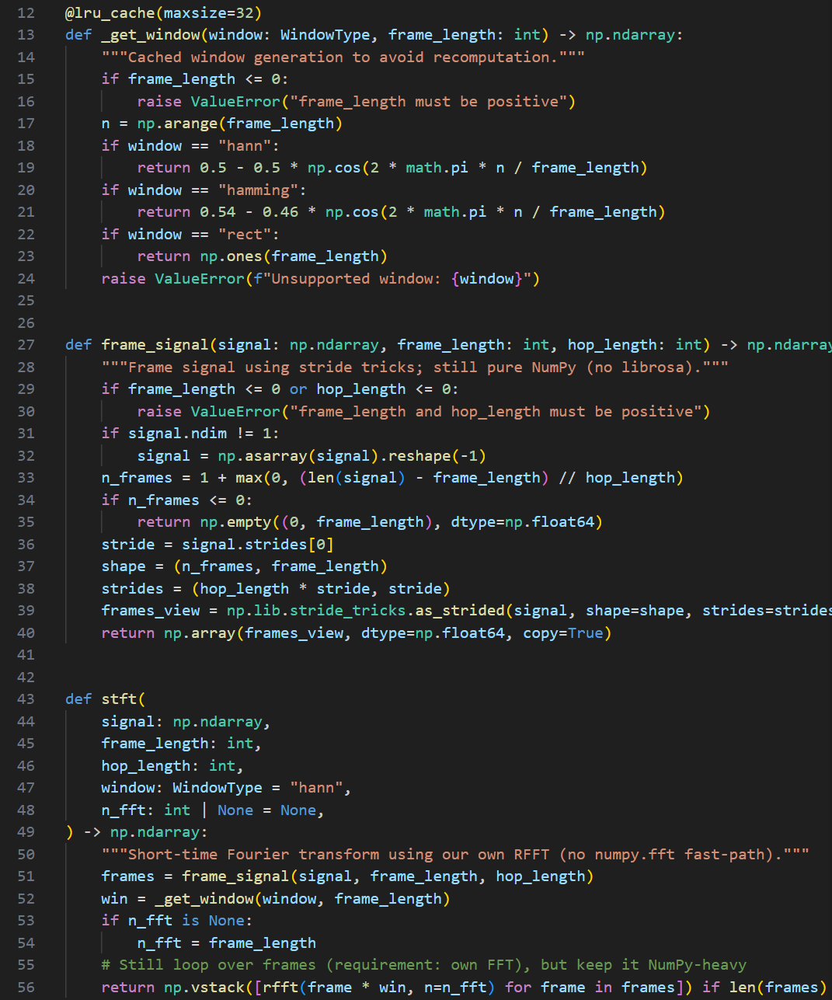 12 @lru_cache(maxsize=32)
13 def _get_window(window: WindowType, frame_length: int) -> np.ndarray:
14     """Cached window generation to avoid recomputation."""
15     if frame_length <= 0:
16         raise ValueError("frame_length must be positive")
17     n = np.arange(frame_length)
18     if window == "hann":
19         return 0.5 - 0.5 * np.cos(2 * math.pi * n / frame_length)
20     if window == "hamming":
21         return 0.54 - 0.46 * np.cos(2 * math.pi * n / frame_length)
22     if window == "rect":
23         return np.ones(frame_length)
24     raise ValueError(f"Unsupported window: {window}")
25
26
27 def frame_signal(signal: np.ndarray, frame_length: int, hop_length: int) -> np.ndarray
28     """Frame signal using stride tricks; still pure NumPy (no librosa)."""
29     if frame_length <= 0 or hop_length <= 0:
30         raise ValueError("frame_length and hop_length must be positive")
31     if signal.ndim != 1:
32         signal = np.asarray(signal).reshape(-1)
33     n_frames = 1 + max(0, (len(signal) - frame_length) // hop_length)
34     if n_frames <= 0:
35         return np.empty((0, frame_length), dtype=np.float64)
36     stride = signal.strides[0]
37     shape = (n_frames, frame_length)
38     strides = (hop_length * stride, stride)
39     frames_view = np.lib.stride_tricks.as_strided(signal, shape=shape, strides=strides
40     return np.array(frames_view, dtype=np.float64, copy=True)
41
42
43 def stft(
44     signal: np.ndarray,
45     frame_length: int,
46     hop_length: int,
47     window: WindowType = "hann",
48     n_fft: int | None = None,
49 ) -> np.ndarray:
50     """Short-time Fourier transform using our own RFFT (no numpy.fft fast-path)."""
51     frames = frame_signal(signal, frame_length, hop_length)
52     win = _get_window(window, frame_length)
53     if n_fft is None:
54         n_fft = frame_length
55     # Still loop over frames (requirement: own FFT), but keep it NumPy-heavy
56     return np.vstack([rfft(frame * win, n=n_fft) for frame in frames]) if len(frames)